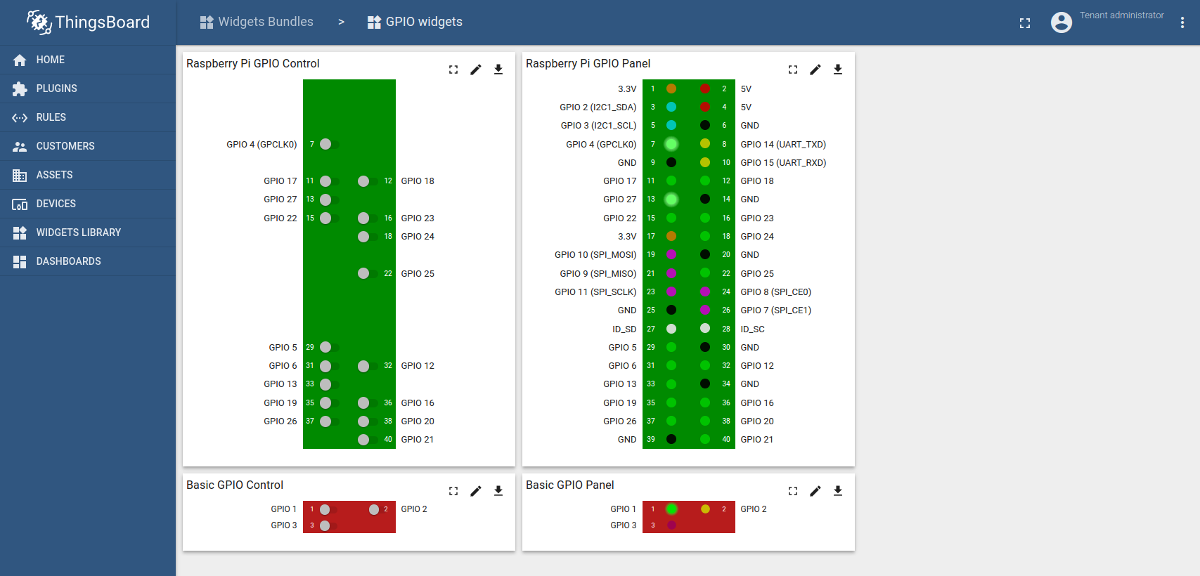 ThingsBoard
Widgets Bundles > GPIO widgets
Tenant administrator
HOME
PLUGINS
RULES
CUSTOMERS
ASSETS
DEVICES
WIDGETS LIBRARY
DASHBOARDS
Raspberry Pi GPIO Control
GPIO 4 (GPCLK0) 7
GPIO 17 11 12 GPIO 18
GPIO 27 13
GPIO 22 15 16 GPIO 23
18 GPIO 24
22 GPIO 25
GPIO 5 29
GPIO 6 31 32 GPIO 12
GPIO 13 33
GPIO 19 35 36 GPIO 16
GPIO 26 37 38 GPIO 20
40 GPIO 21
Raspberry Pi GPIO Panel
3.3V 1 2 5V
GPIO 2 (I2C1_SDA) 3 4 5V
GPIO 3 (I2C1_SCL) 5 6 GND
GPIO 4 (GPCLK0) 7 8 GPIO 14 (UART_TXD)
GND 9 10 GPIO 15 (UART_RXD)
GPIO 17 11 12 GPIO 18
GPIO 27 13 14 GND
GPIO 22 15 16 GPIO 23
3.3V 17 18 GPIO 24
GPIO 10 (SPI_MOSI) 19 20 GND
GPIO 9 (SPI_MISO) 21 22 GPIO 25
GPIO 11 (SPI_SCLK) 23 24 GPIO 8 (SPI_CE0)
GND 25 26 GPIO 7 (SPI_CE1)
ID_SD 27 28 ID_SC
GPIO 5 29 30 GND
GPIO 6 31 32 GPIO 12
GPIO 13 33 34 GND
GPIO 19 35 36 GPIO 16
GPIO 26 37 38 GPIO 20
GND 39 40 GPIO 21
Basic GPIO Control
GPIO 1 1 2 GPIO 2
GPIO 3 3
Basic GPIO Panel
GPIO 1 1 2 GPIO 2
GPIO 3 3